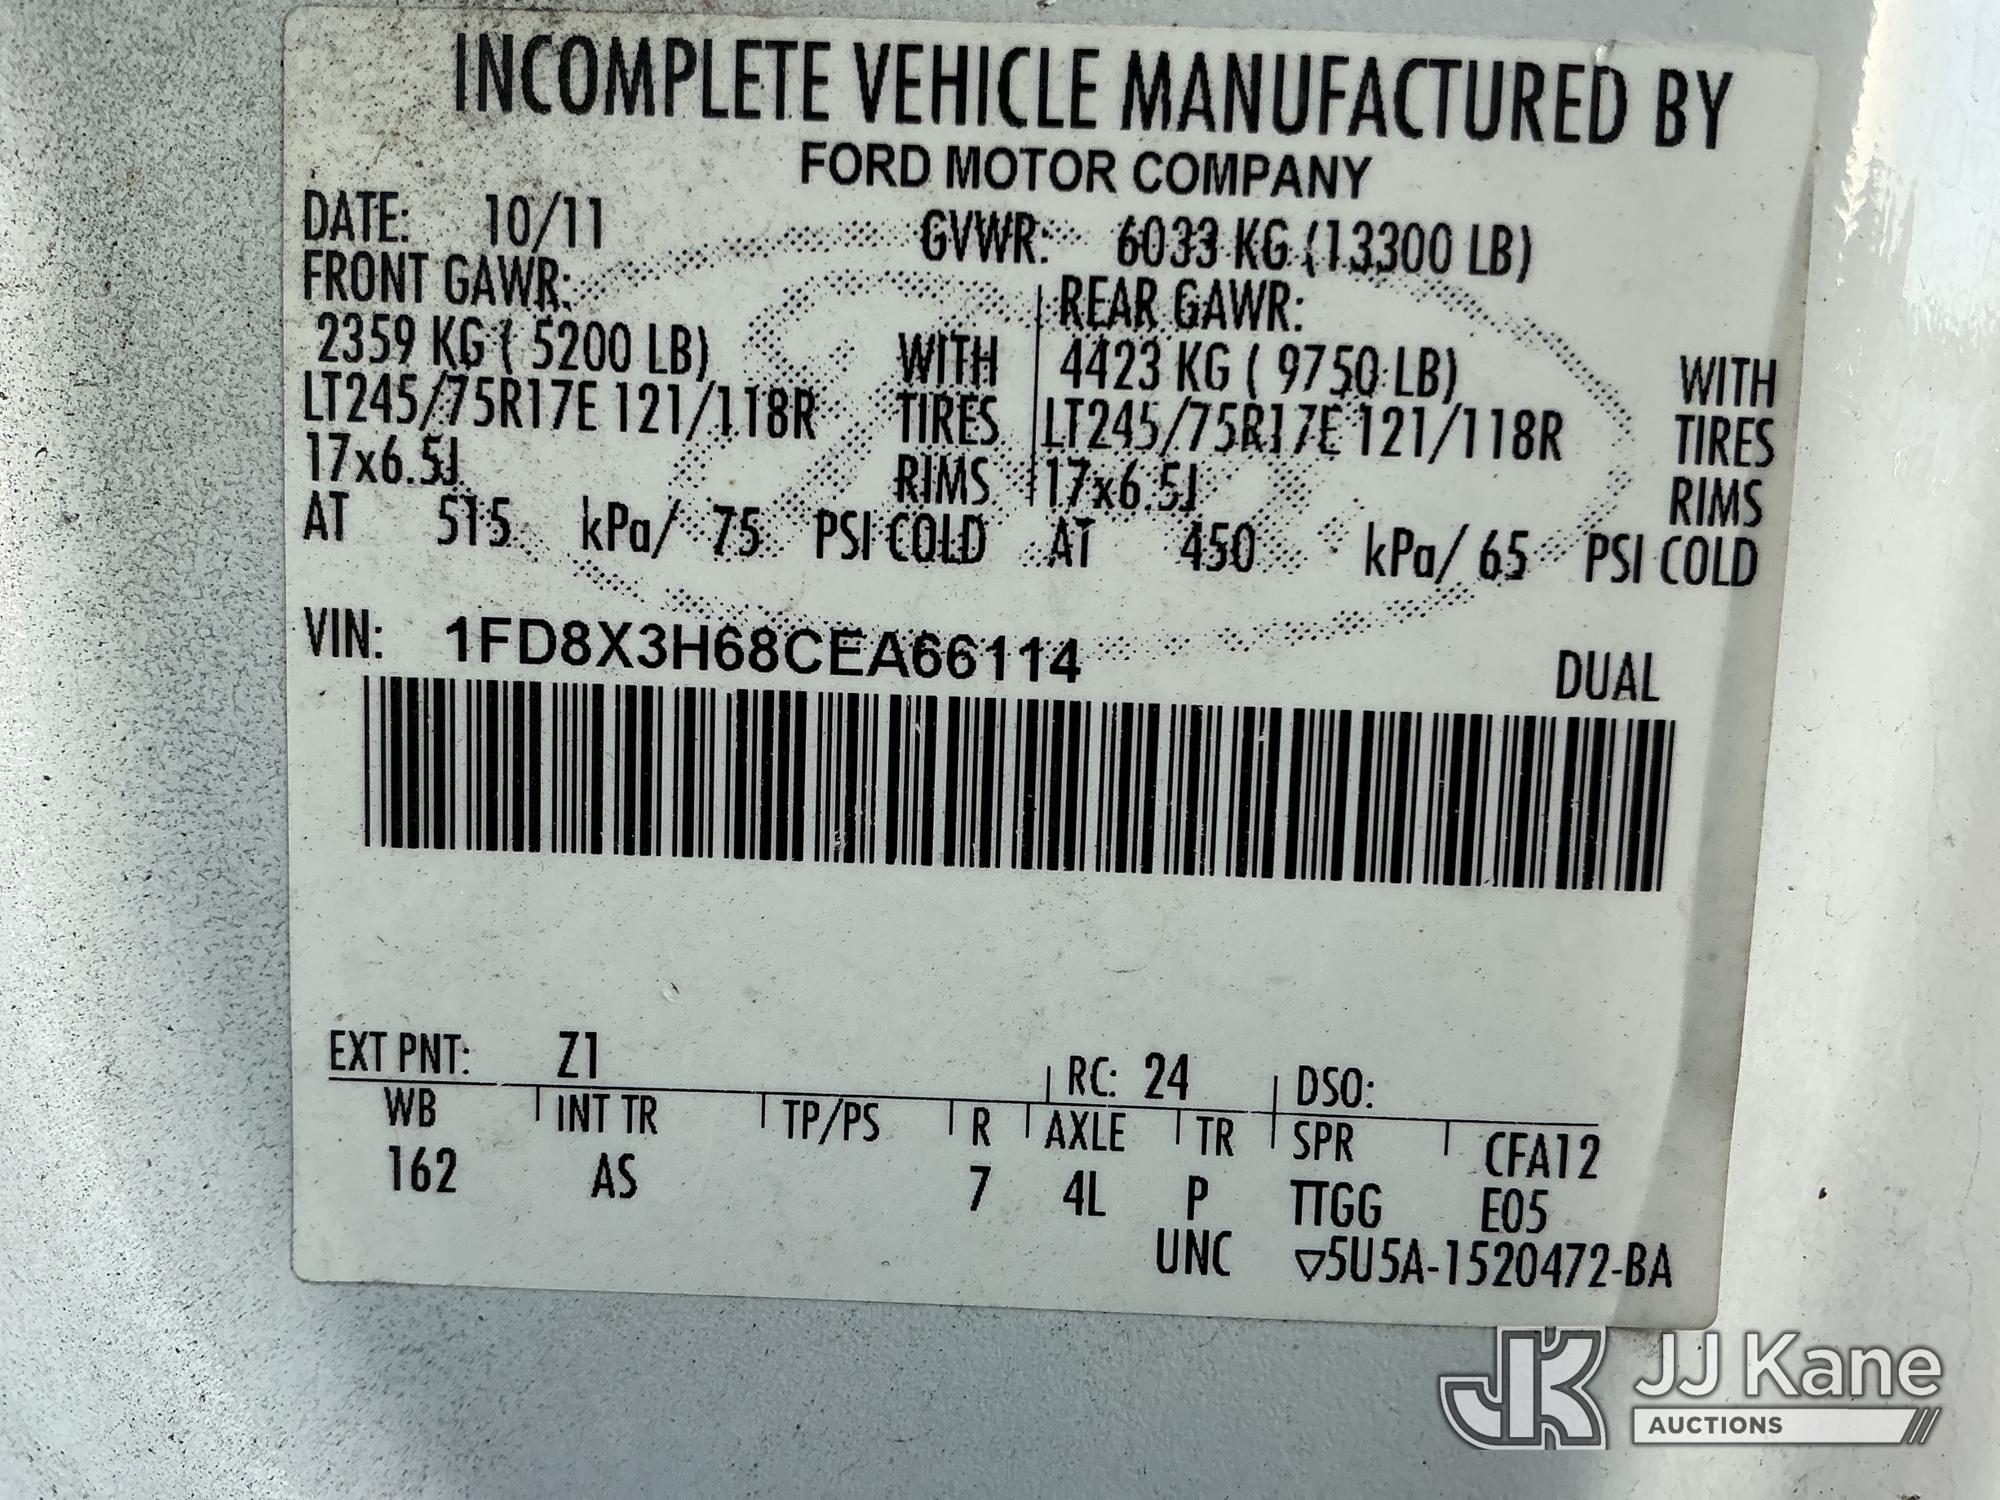 INCOMPLETE VEHICLE MANUFACTURED BY
FORD MOTOR COMPANY
DATE: 10/11 GVWR: 6033 KG (13300 LB)
FRONT GAWR: REAR GAWR:
2359 KG ( 5200 LB) WITH 4423 KG ( 9750 LB) WITH
LT245/75R17E 121/118R TIRES LT245/75R17E 121/118R TIRES
17x6.5J RIMS 17x6.5J RIMS
AT 515 kPa/ 75 PSI COLD AT 450 kPa/ 65 PSI COLD
VIN: 1FD8X3H68CEA66114 DUAL
EXT PNT: Z1 RC: 24 DSO:
WB INT TR TP/PS R AXLE TR SPR CFA12
162 AS 7 4L P TTGG E05
UNC ▽5U5A-1520472-BA
JK JJ Kane
AUCTIONS